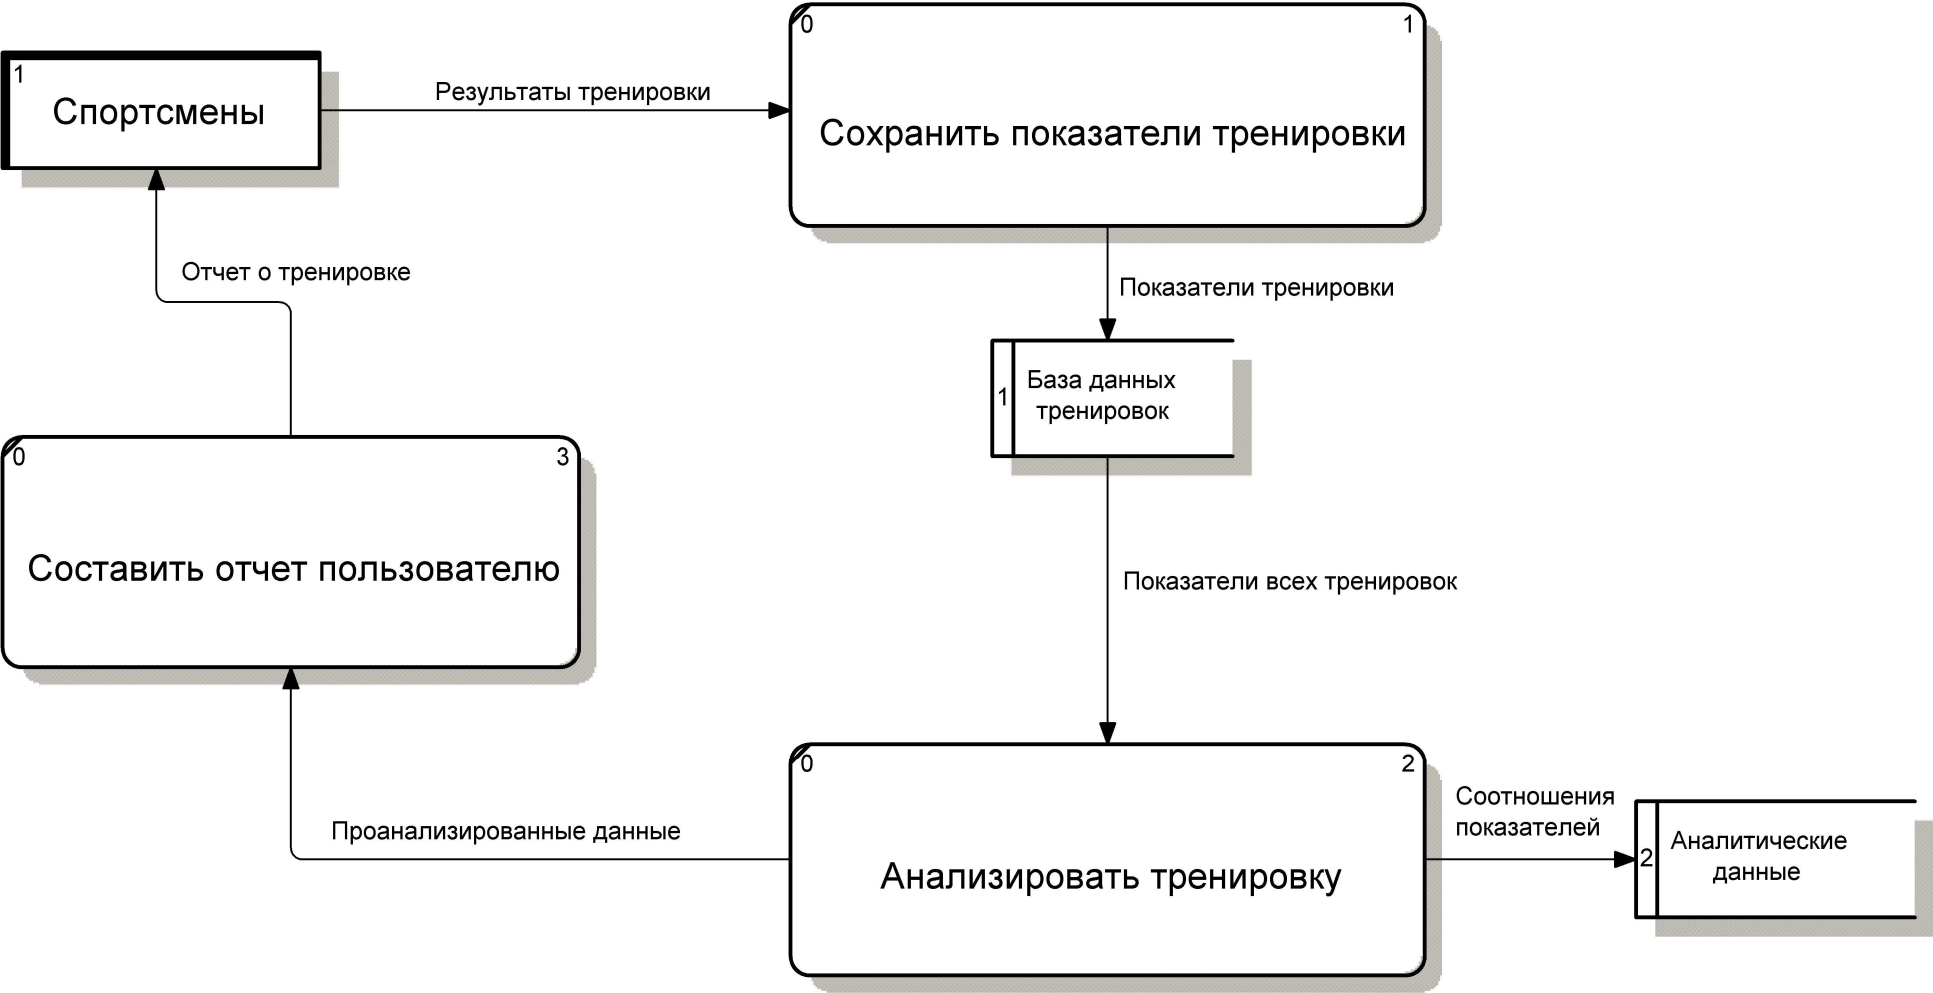 0
1
1
Спортсмены
Результаты тренировки
Сохранить показатели тренировки
Отчет о тренировке
Показатели тренировки
1
База данных
тренировок
0
3
Составить отчет пользователю
Показатели всех тренировок
0
2
Проанализированные данные
Анализировать тренировку
Соотношения
показателей
2
Аналитические
данные